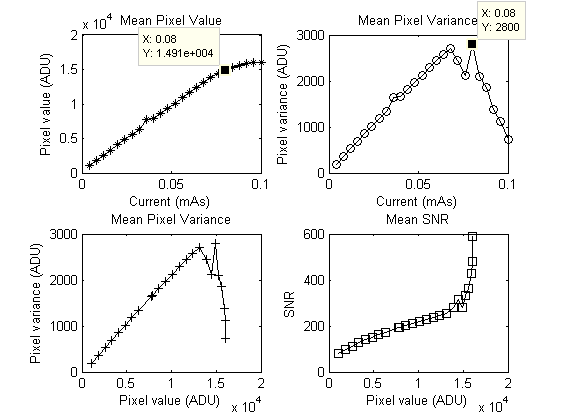 x 10^4
Mean Pixel Value
X: 0.08
Y: 1.491e+004
2
1.5
1
0.5
0
0
0.05
0.1
Pixel value (ADU)
Current (mAs)
Mean Pixel Variance
X: 0.08
Y: 2800
3000
2000
1000
0
0
0.05
0.1
Pixel variance (ADU)
Current (mAs)
Mean Pixel Variance
3000
2000
1000
0
0
0.5
1
1.5
2
Pixel variance (ADU)
Pixel value (ADU)
x 10^4
Mean SNR
600
400
200
0
0
0.5
1
1.5
2
SNR
Pixel value (ADU)
x 10^4